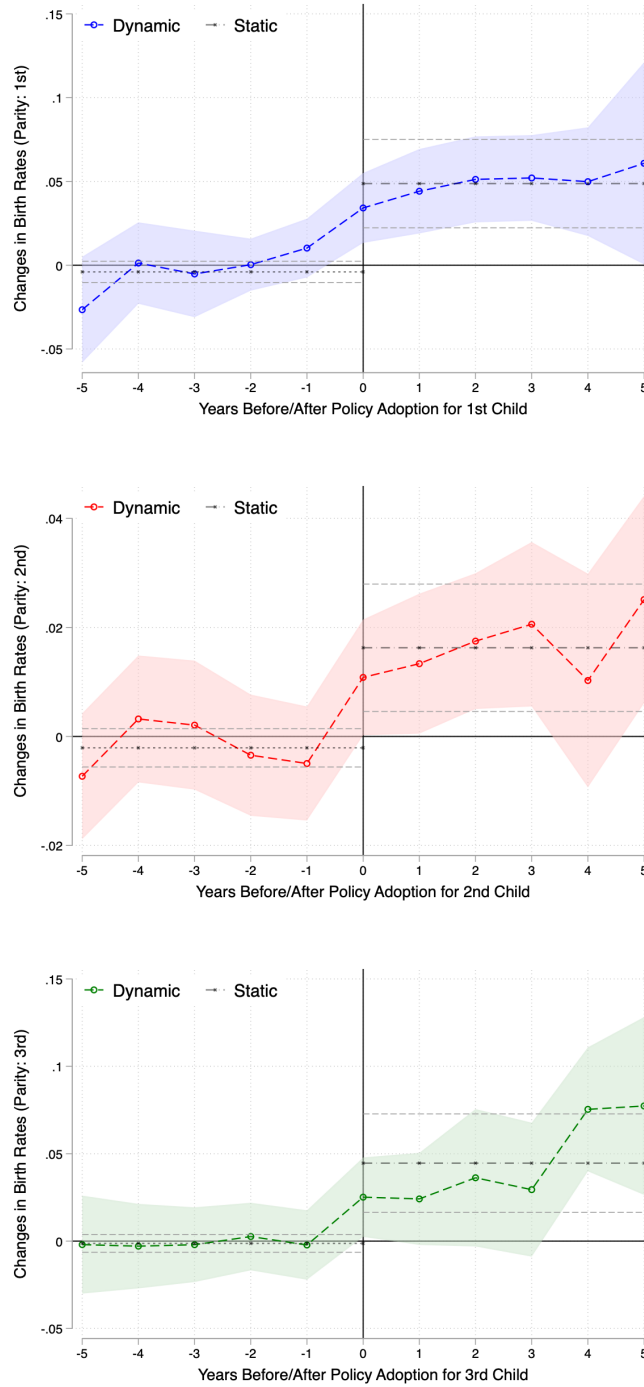 Dynamic Static
Changes in Birth Rates (Parity: 1st)
.15
.1
.05
0
-.05
-5 -4 -3 -2 -1 0 1 2 3 4 5
Years Before/After Policy Adoption for 1st Child
Dynamic Static
Changes in Birth Rates (Parity: 2nd)
.04
.02
0
-.02
-5 -4 -3 -2 -1 0 1 2 3 4 5
Years Before/After Policy Adoption for 2nd Child
Dynamic Static
Changes in Birth Rates (Parity: 3rd)
.15
.1
.05
0
-.05
-5 -4 -3 -2 -1 0 1 2 3 4 5
Years Before/After Policy Adoption for 3rd Child